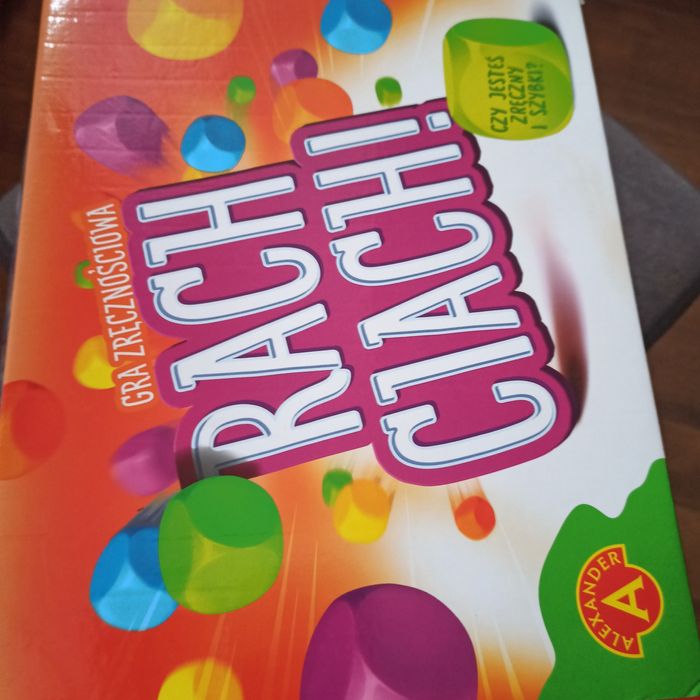 GRA ZRĘCZNOŚCIOWA
RACH
CIACH!
CZY JESTEŚ
ZRĘCZNY
I SZYBKI?
A
ALEXANDER